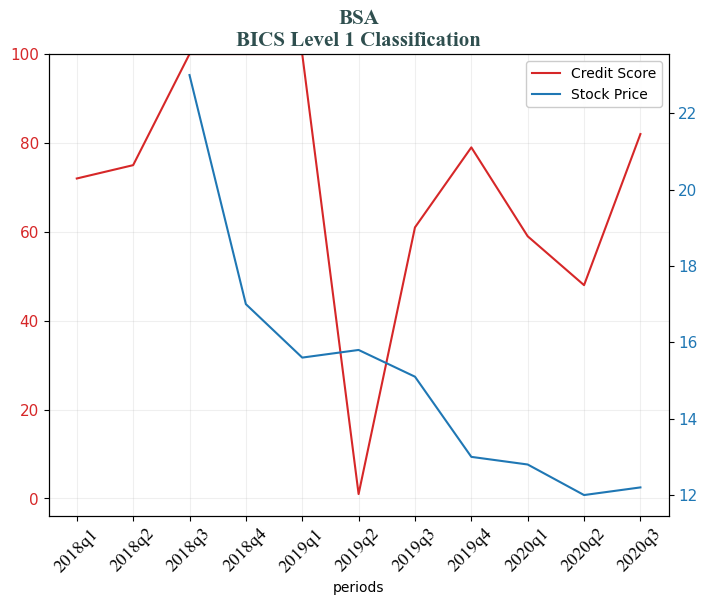 BSA
BICS Level 1 Classification
Credit Score
Stock Price
100
80
60
40
20
0
22
20
18
16
14
12
2018q1
2018q2
2018q3
2018q4
2019q1
2019q2
2019q3
2019q4
2020q1
2020q2
2020q3
periods